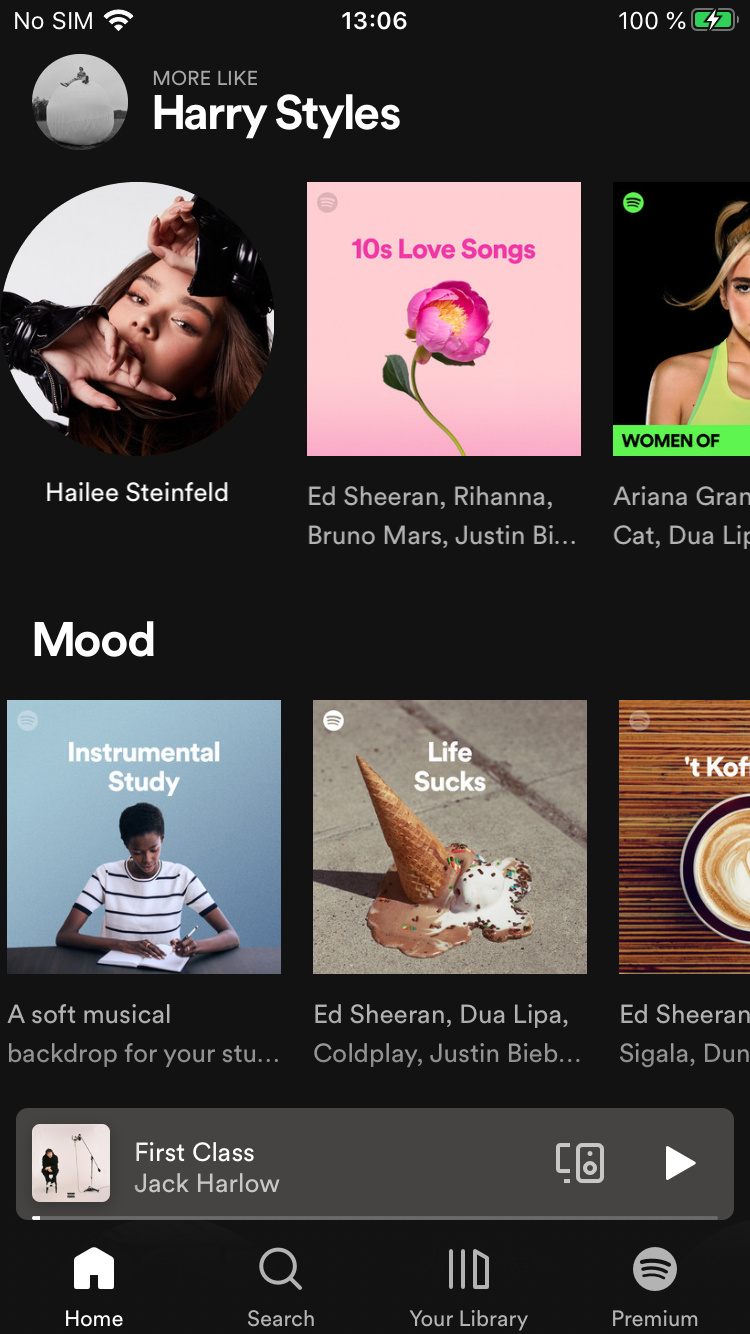 No SIM 13:06 100 %
MORE LIKE
Harry Styles
10s Love Songs
WOMEN OF
Hailee Steinfeld
Ed Sheeran, Rihanna,
Bruno Mars, Justin Bi...
Ariana Gran
Cat, Dua Lip
Mood
Instrumental
Study
Life
Sucks
't Kof
A soft musical
backdrop for your stu...
Ed Sheeran, Dua Lipa,
Coldplay, Justin Bieb...
Ed Sheeran
Sigala, Dun
First Class
Jack Harlow
Home Search Your Library Premium